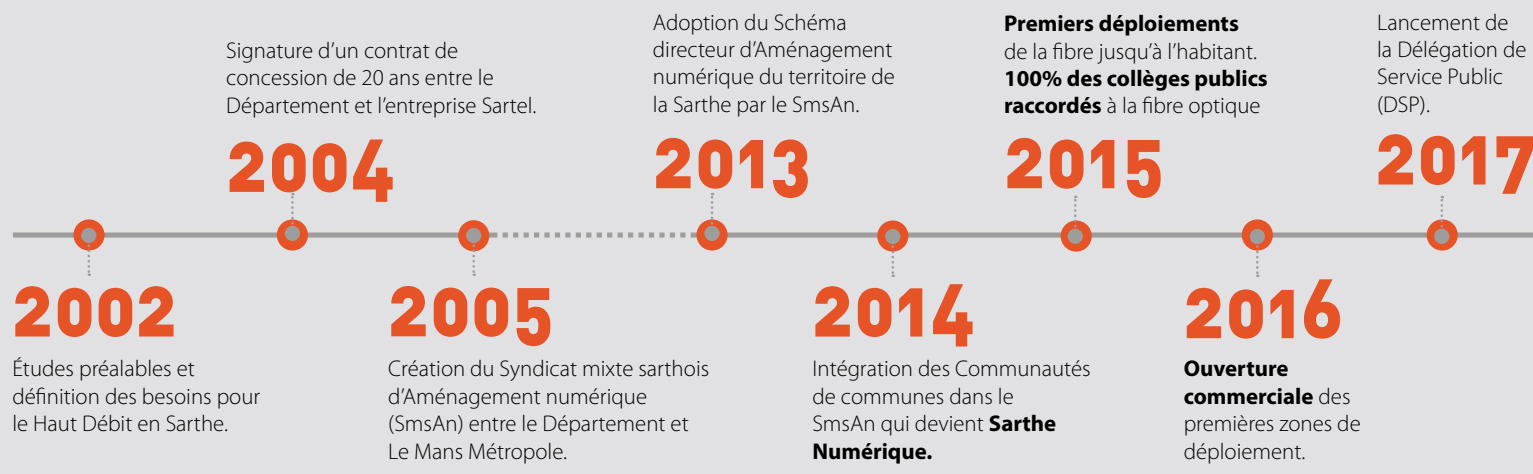 Signature d’un contrat de
concession de 20 ans entre le
Département et l’entreprise Sartel.
2004
Adoption du Schéma
directeur d’Aménagement
numérique du territoire de
la Sarthe par le SmsAn.
2013
Premiers déploiements
de la fibre jusqu’à l’habitant.
100% des collèges publics
raccordés à la fibre optique
2015
Lancement de
la Délégation de
Service Public
(DSP).
2017
2002
Études préalables et
définition des besoins pour
le Haut Débit en Sarthe.
2005
Création du Syndicat mixte sarthois
d’Aménagement numérique
(SmsAn) entre le Département et
Le Mans Métropole.
2014
Intégration des Communautés
de communes dans le
SmsAn qui devient Sarthe
Numérique.
2016
Ouverture
commerciale des
premières zones de
déploiement.